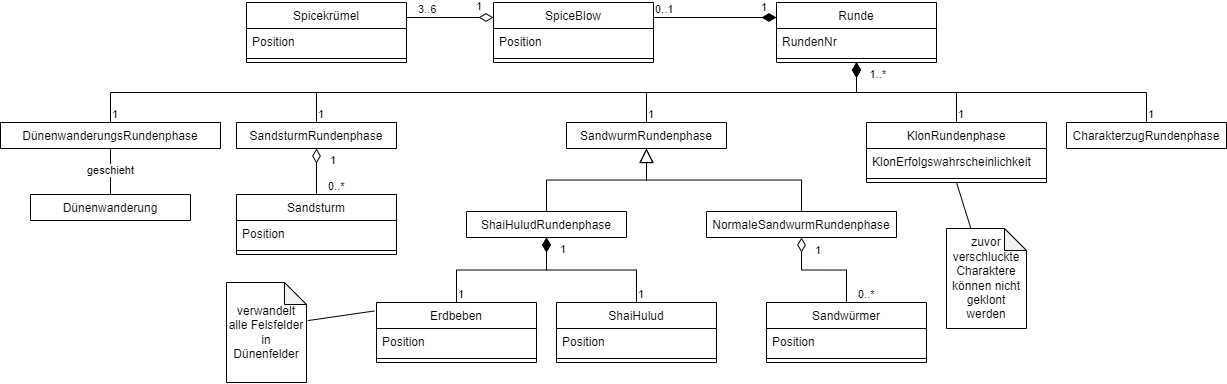 Spicekrümel
3..6
1
SpiceBlow
0..1
1
Runde
Position
Position
RundenNr
1..*
1
1
1
1
1
DünenwanderungsRundenphase
SandsturmRundenphase
SandwurmRundenphase
KlonRundenphase
CharakterzugRundenphase
KlonErfolgswahrscheinlichkeit
geschieht
1
0..*
Dünenwanderung
Sandsturm
Position
ShaiHuludRundenphase
NormaleSandwurmRundenphase
1
1
zuvor
verschluckte
Charaktere
können nicht
geklont
werden
1
1
0..*
verwandelt
alle Felsfelder
in
Dünenfelder
Erdbeben
ShaiHulud
Sandwürmer
Position
Position
Position